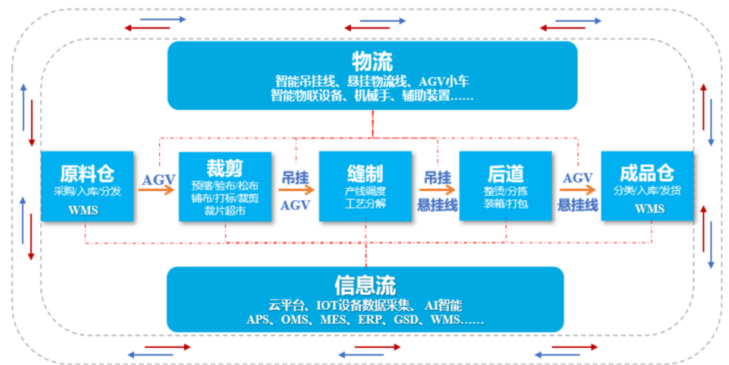 物流
智能吊挂线、悬挂物流线、AGV小车
智能物联设备、机械手、辅助装置……
原料仓
采购/入库/分发
WMS
AGV
裁剪
预缩/验布/松布
铺布/打标/裁剪
裁片超市
吊挂
AGV
缝制
产线调度
工艺分解
吊挂
悬挂线
后道
整烫/分拣
装箱/打包
AGV
悬挂线
成品仓
分类/入库/发货
WMS
信息流
云平台、IOT设备数据采集、 AI智能
APS、OMS、MES、ERP、GSD、WMS……